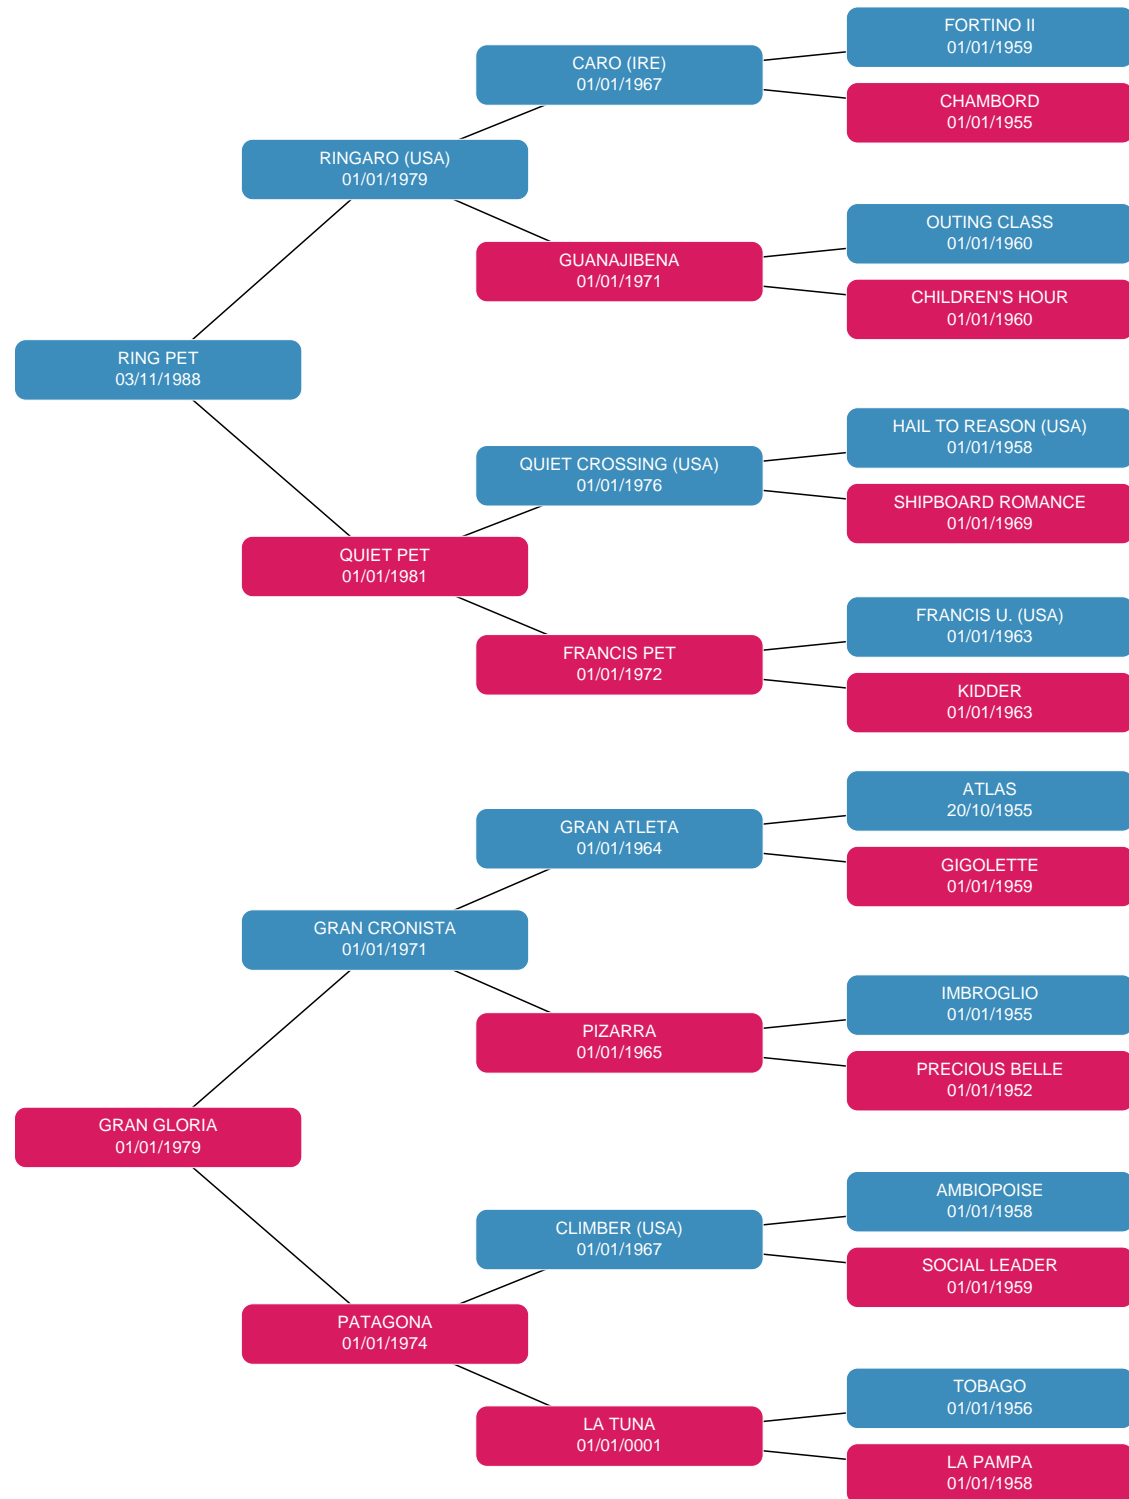 FORTINO II
01/01/1959
CARO (IRE)
01/01/1967
CHAMBORD
01/01/1955
RINGARO (USA)
01/01/1979
OUTING CLASS
01/01/1960
GUANAJIBENA
01/01/1971
CHILDREN'S HOUR
01/01/1960
RING PET
03/11/1988
HAIL TO REASON (USA)
01/01/1958
QUIET CROSSING (USA)
01/01/1976
SHIPBOARD ROMANCE
01/01/1969
QUIET PET
01/01/1981
FRANCIS U. (USA)
01/01/1963
FRANCIS PET
01/01/1972
KIDDER
01/01/1963
ATLAS
20/10/1955
GRAN ATLETA
01/01/1964
GIGOLETTE
01/01/1959
GRAN CRONISTA
01/01/1971
IMBROGLIO
01/01/1955
PIZARRA
01/01/1965
PRECIOUS BELLE
01/01/1952
GRAN GLORIA
01/01/1979
AMBIOPOISE
01/01/1958
CLIMBER (USA)
01/01/1967
SOCIAL LEADER
01/01/1959
PATAGONA
01/01/1974
TOBAGO
01/01/1956
LA TUNA
01/01/0001
LA PAMPA
01/01/1958